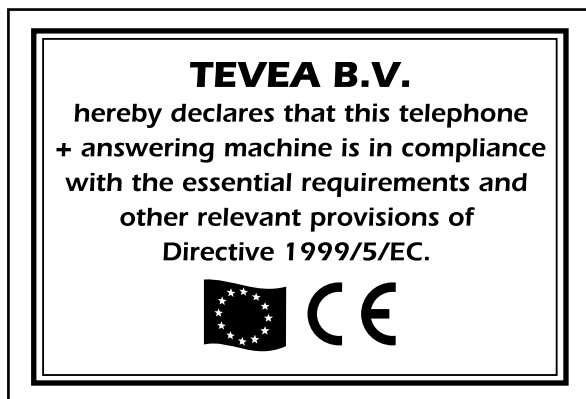 TEVEA B.V.
hereby declares that this telephone
+ answering machine is in compliance
with the essential requirements and
other relevant provisions of
Directive 1999/5/EC.
CE